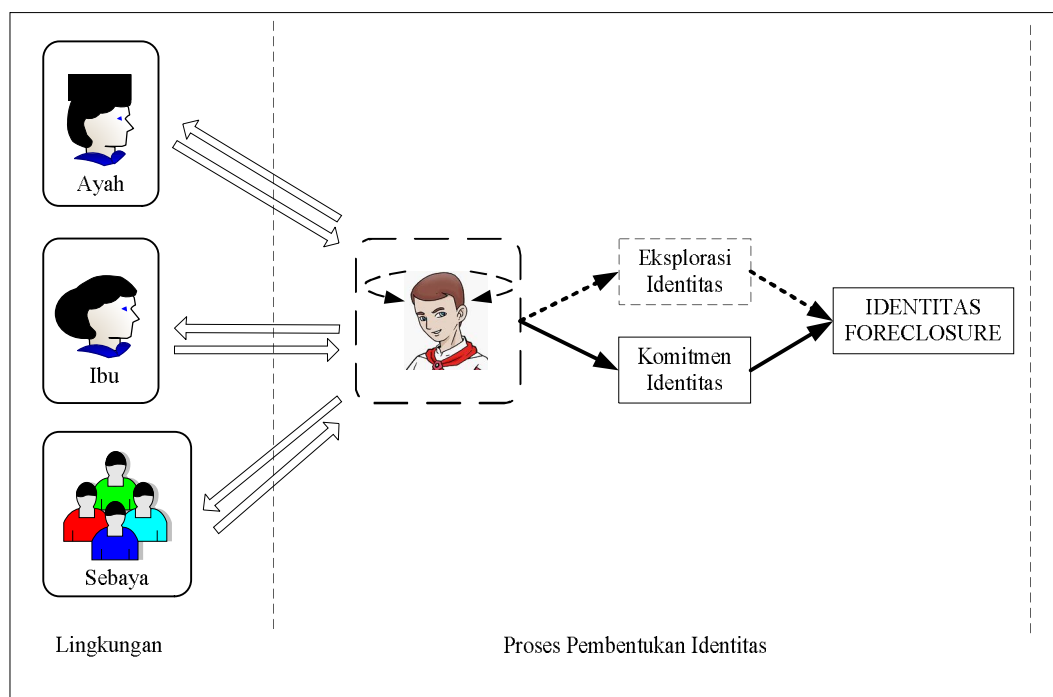 Ayah
Ibu
Sebaya
Eksplorasi
Identitas
Komitmen
Identitas
IDENTITAS
FORECLOSURE
Lingkungan
Proses Pembentukan Identitas